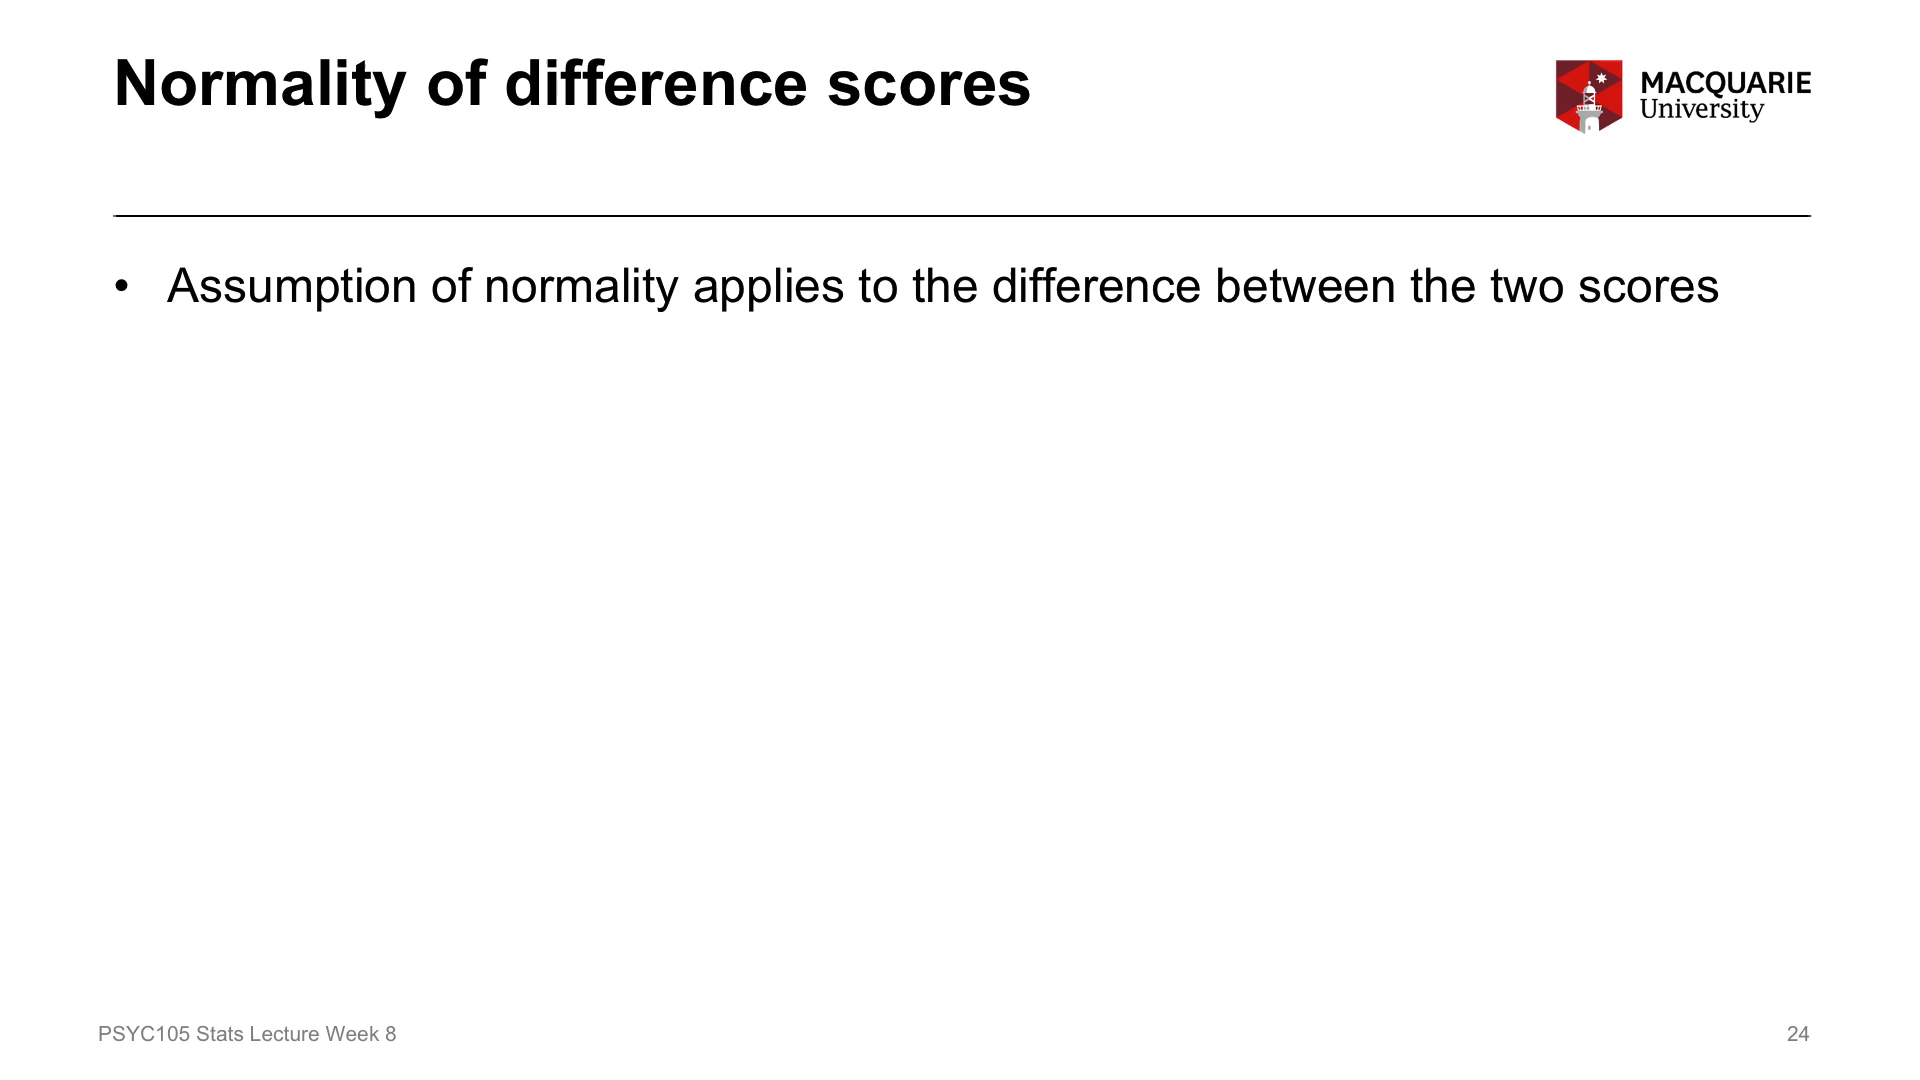 Normality of difference scores
MACQUARIE
University
• Assumption of normality applies to the difference between the two scores
PSYC105 Stats Lecture Week 8
24